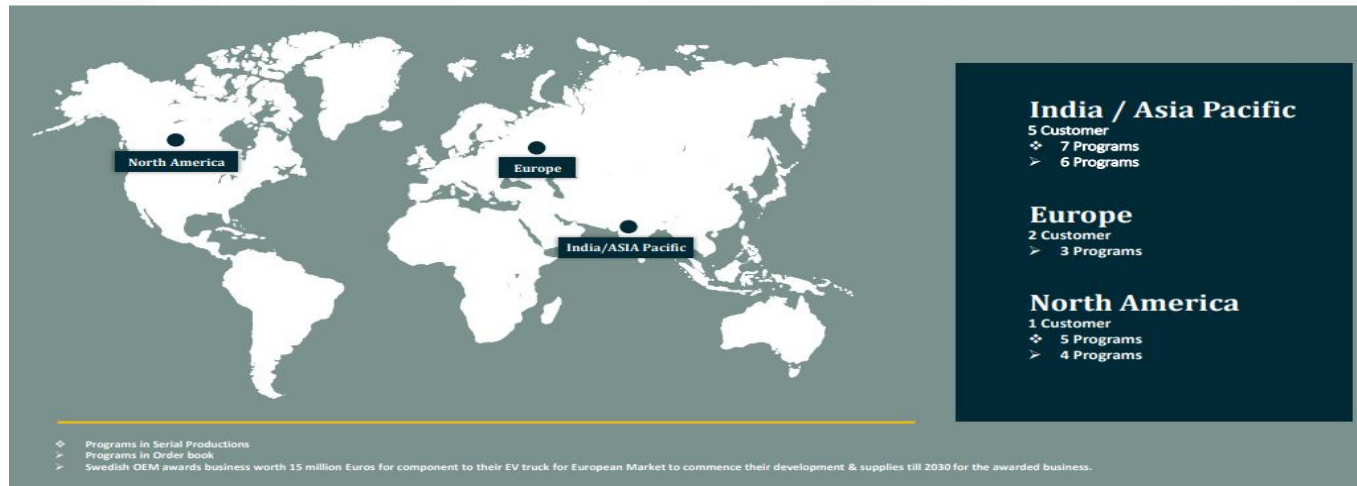 North America
Europe
India/ASIA Pacific
India / Asia Pacific
5 Customer
❖ 7 Programs
➢ 6 Programs
Europe
2 Customer
➢ 3 Programs
North America
1 Customer
❖ 5 Programs
➢ 4 Programs
❖ Programs in Serial Productions
➢ Programs in Order book
➢ Swedish OEM awards business worth 15 million Euros for component to their EV truck for European Market to commence their development & supplies till 2030 for the awarded business.